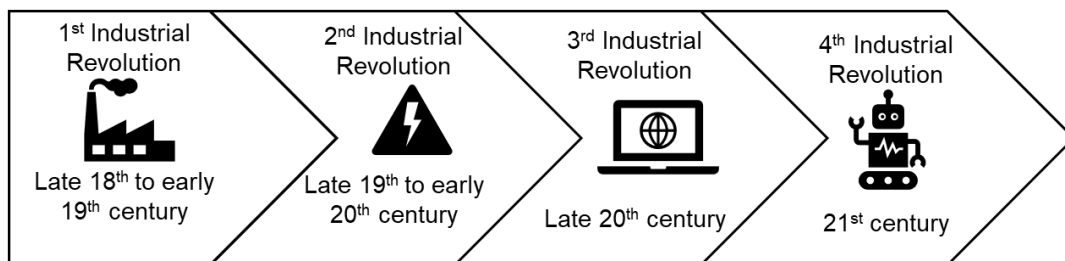 1st Industrial
Revolution
Late 18th to early
19th century
2nd Industrial
Revolution
Late 19th to early
20th century
3rd Industrial
Revolution
Late 20th century
4th Industrial
Revolution
21st century